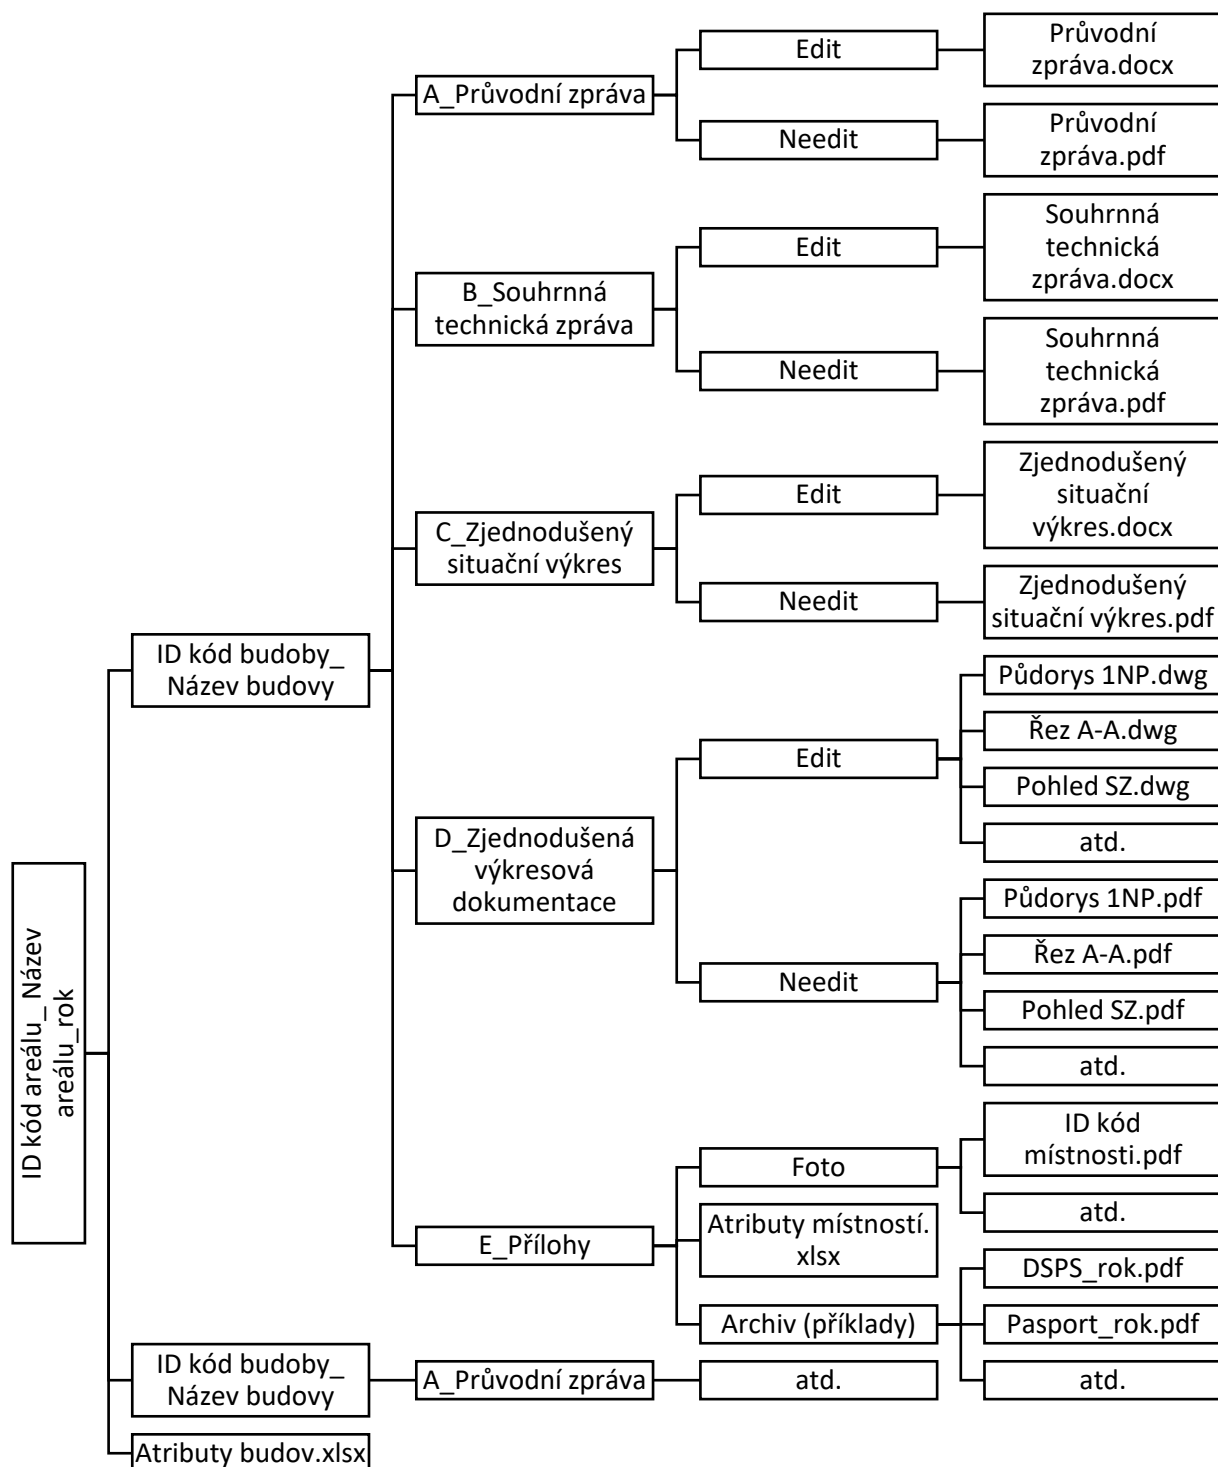 Edit
Průvodní
zpráva.docx
A_Průvodní zpráva
Needit
Průvodní
zpráva.pdf
Edit
Souhrnná
technická
zpráva.docx
B_Souhrnná
technická zpráva
Needit
Souhrnná
technická
zpráva.pdf
Edit
Zjednodušený
situační
výkres.docx
C_Zjednodušený
situační výkres
Needit
Zjednodušený
situační výkres.pdf
ID kód budoby_
Název budovy
Edit
Půdorys 1NP.dwg
Řez A-A.dwg
Pohled SZ.dwg
atd.
D_Zjednodušená
výkresová
dokumentace
Needit
Půdorys 1NP.pdf
Řez A-A.pdf
Pohled SZ.pdf
atd.
ID kód areálu_ Název
areálu_rok
Foto
ID kód
místnosti.pdf
atd.
E_Přílohy
Atributy místností.
xlsx
Archiv (příklady)
DSPS_rok.pdf
Pasport_rok.pdf
atd.
ID kód budoby_
Název budovy
A_Průvodní zpráva
atd.
Atributy budov.xlsx